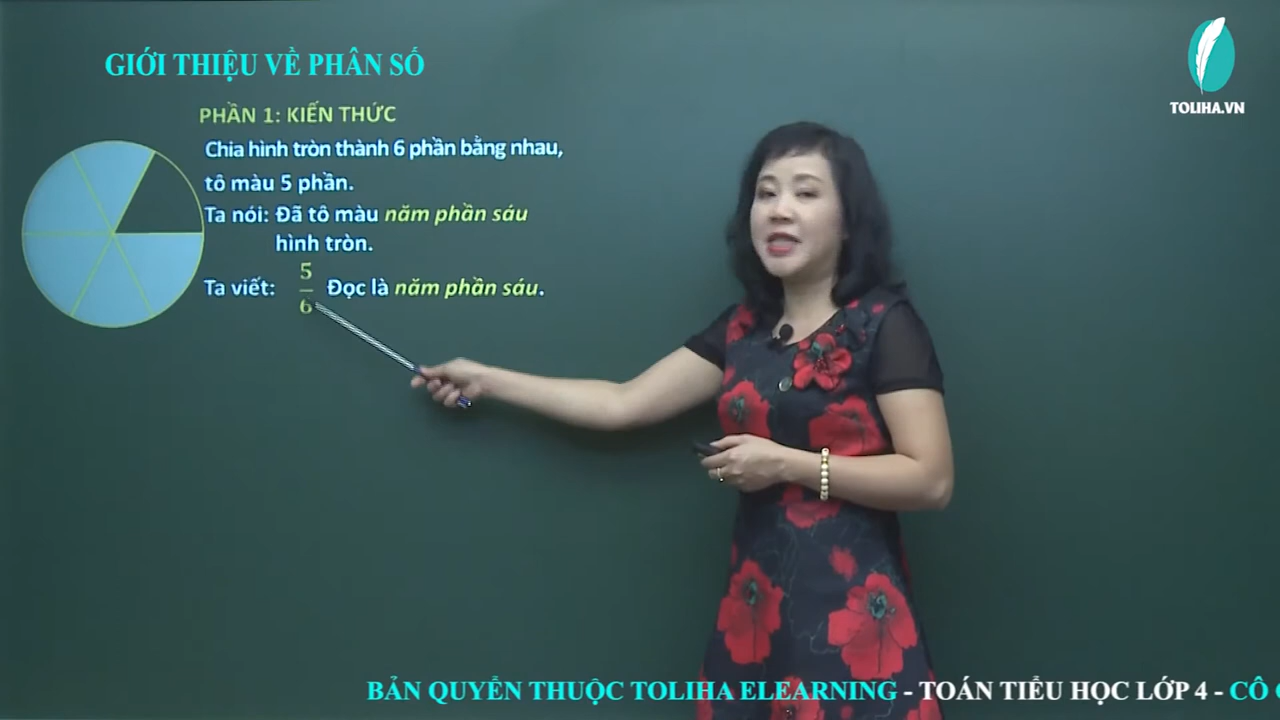 GIỚI THIỆU VỀ PHÂN SỐ
TOLIHA.VN
PHẦN 1: KIẾN THỨC
Chia hình tròn thành 6 phần bằng nhau,
tô màu 5 phần.
Ta nói: Đã tô màu năm phần sáu
hình tròn.
Ta viết: 5/6 Đọc là năm phần sáu.
BẢN QUYỀN THUỘC TOLIHA ELEARNING - TOÁN TIỂU HỌC LỚP 4 - CÔ